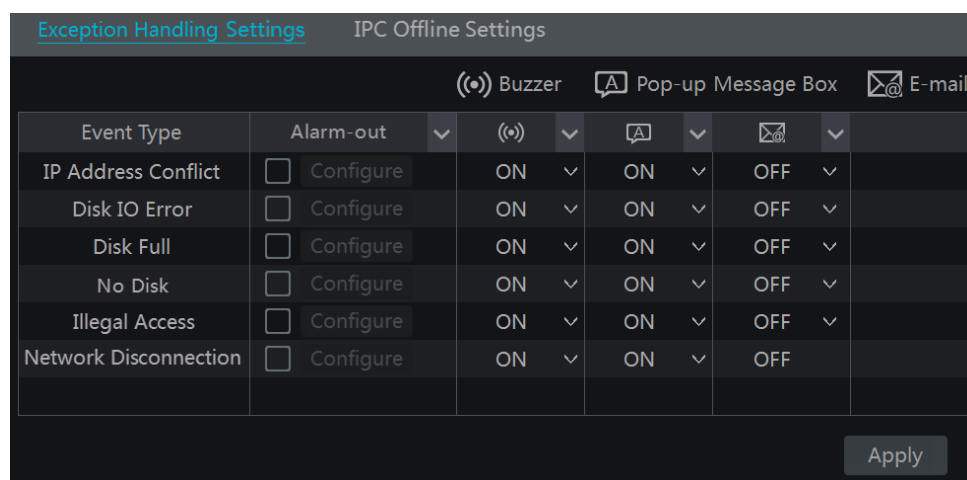 Exception Handling Settings IPC Offline Settings
Buzzer A Pop-up Message Box @ E-mail
Event Type Alarm-out A @
IP Address Conflict Configure ON ON OFF
Disk IO Error Configure ON ON OFF
Disk Full Configure ON ON OFF
No Disk Configure ON ON OFF
Illegal Access Configure ON ON OFF
Network Disconnection Configure ON ON OFF
Apply